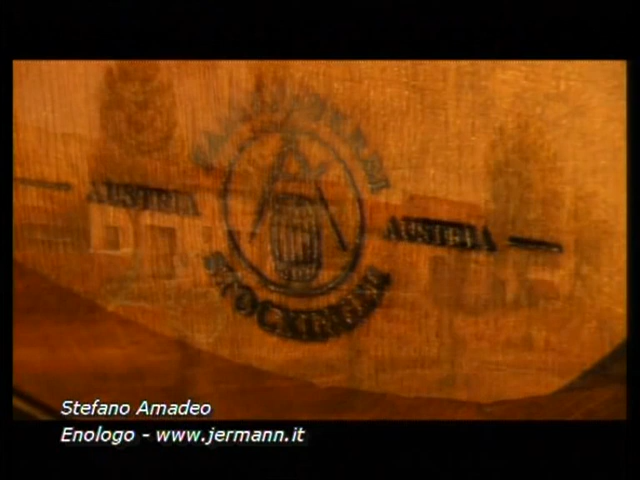 AUSTRIA
AUSTRIA
STOCKINGER
Stefano Amadeo
Enologo - www.jermann.it